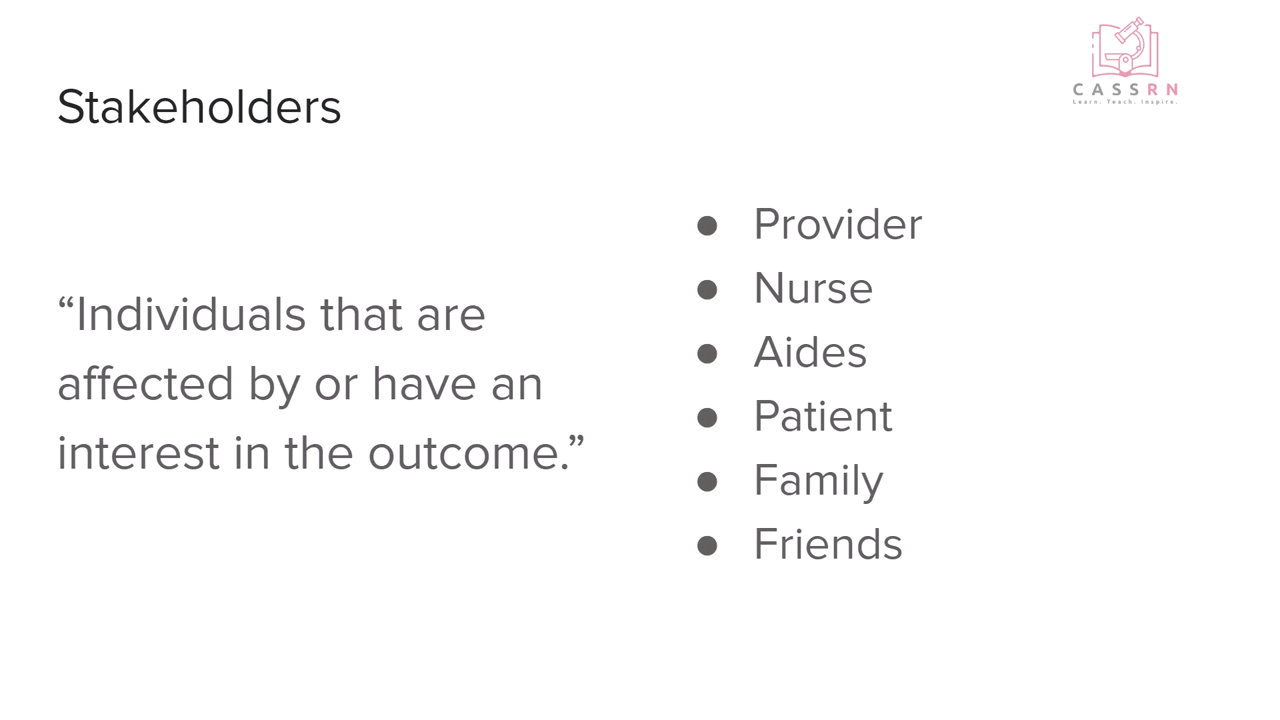 CASSRN
Learn. Teach. Inspire.
Stakeholders
“Individuals that are
affected by or have an
interest in the outcome.”
● Provider
● Nurse
● Aides
● Patient
● Family
● Friends